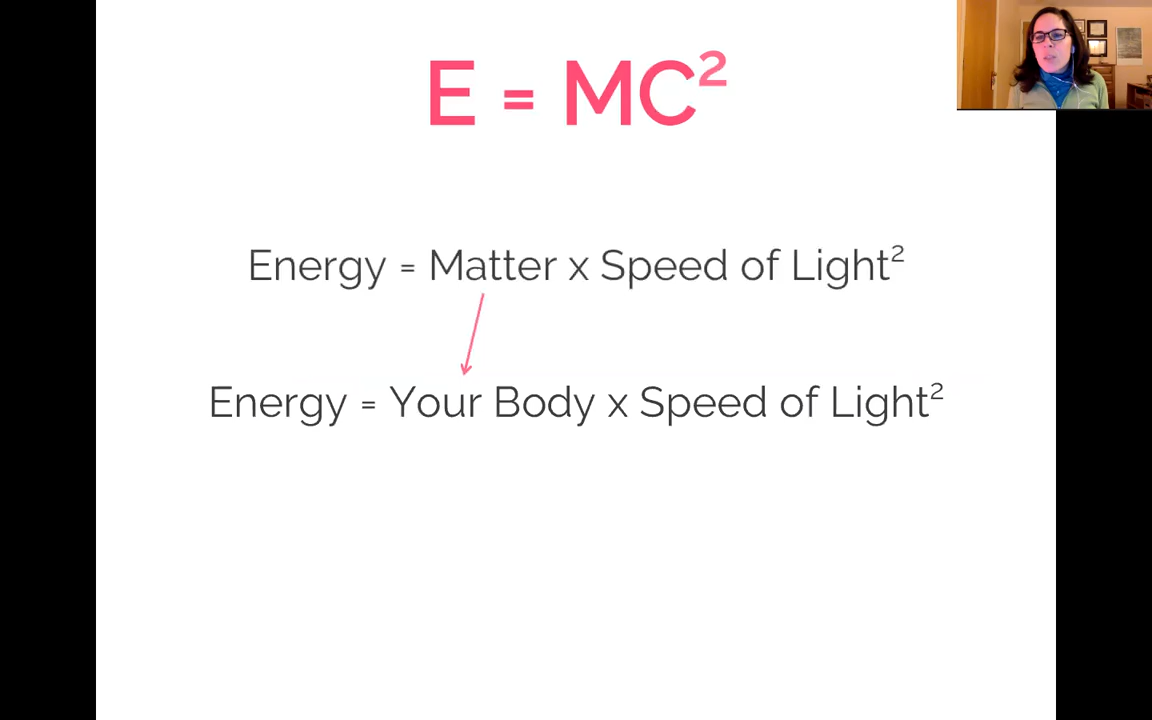 E = MC²
Energy = Matter x Speed of Light²
Energy = Your Body x Speed of Light²